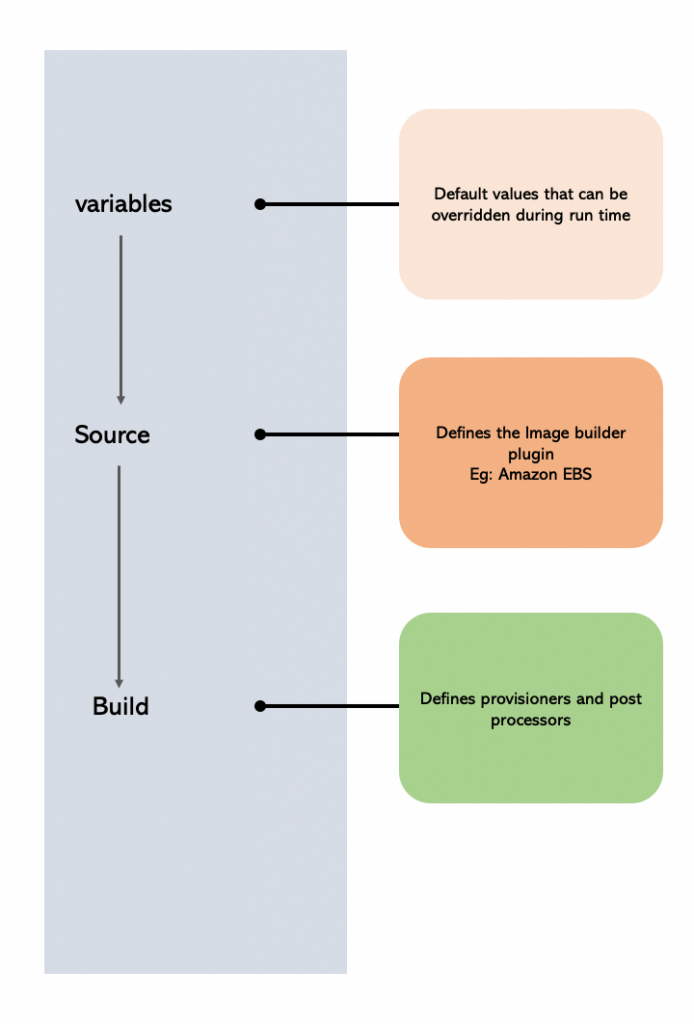 variables
Default values that can be
overridden during run time
Source
Defines the Image builder
plugin
Eg: Amazon EBS
Build
Defines provisioners and post
processors